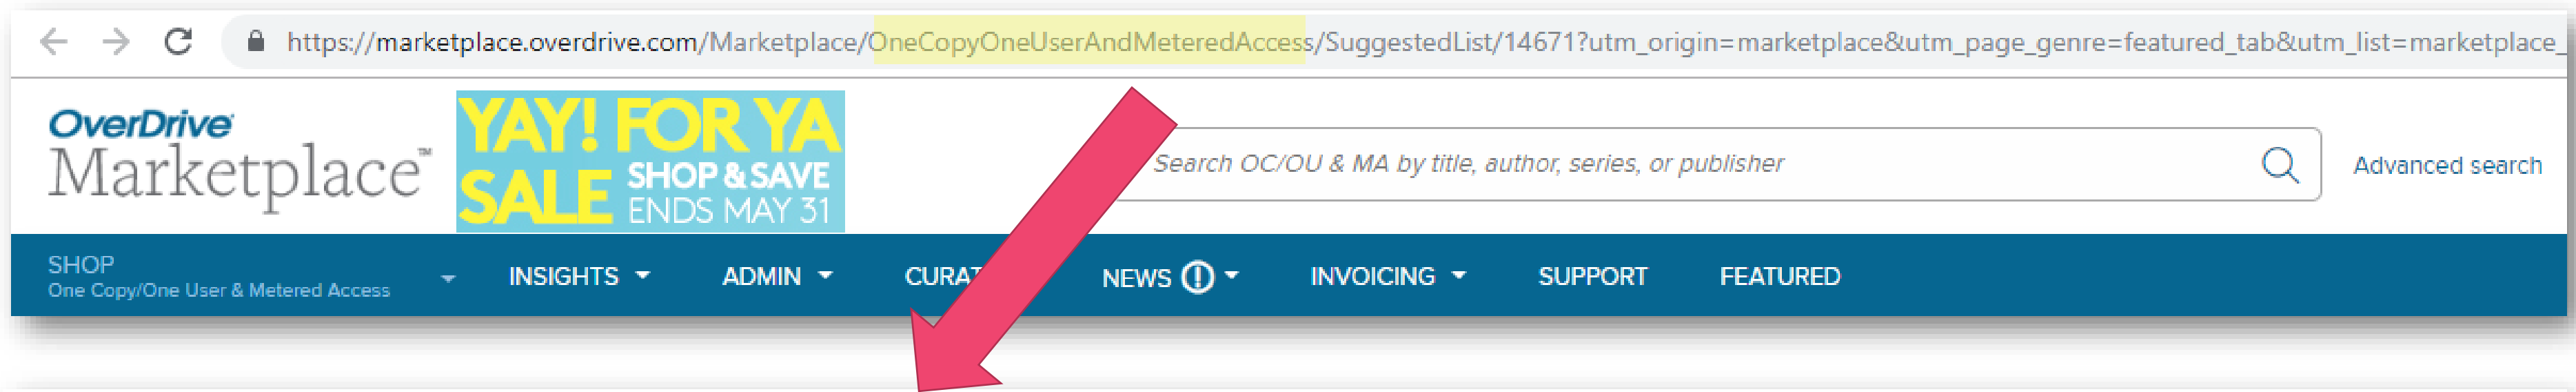 https://marketplace.overdrive.com/Marketplace/OneCopyOneUserAndMeteredAccess/SuggestedList/14671?utm_origin=marketplace&utm_page_genre=featured_tab&utm_list=marketplace_
OverDrive
Marketplace™
YAY! FOR YA
SALE SHOP & SAVE
ENDS MAY 31
Search OC/OU & MA by title, author, series, or publisher
Advanced search
SHOP
One Copy/One User & Metered Access
INSIGHTS ADMIN CURAT NEWS INVOICING SUPPORT FEATURED